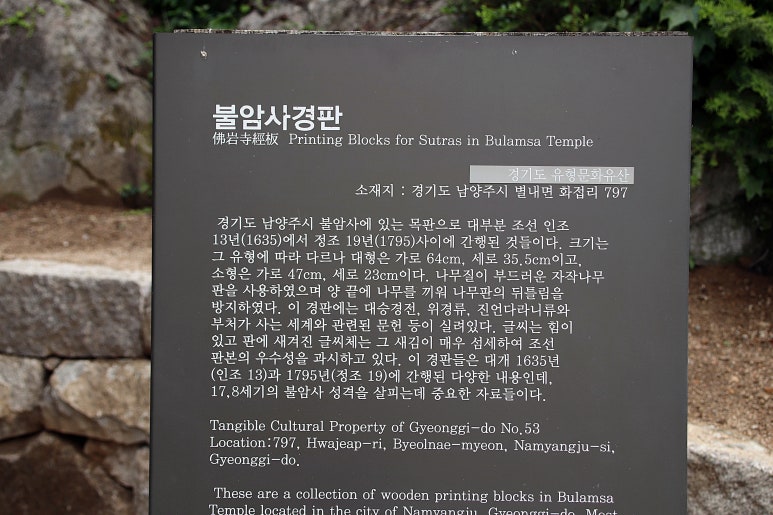 불암사경판
佛岩寺經板 Printing Blocks for Sutras in Bulamsa Temple
경기도 유형문화유산
소재지 : 경기도 남양주시 별내면 화접리 797
경기도 남양주시 불암사에 있는 목판으로 대부분 조선 인조
13년(1635)에서 정조 19년(1795)사이에 간행된 것들이다. 크기는
그 유형에 따라 다르나 대형은 가로 64cm, 세로 35.5cm이고,
소형은 가로 47cm, 세로 23cm이다. 나무질이 부드러운 자작나무
판을 사용하였으며 양 끝에 나무를 끼워 나무판의 뒤틀림을
방지하였다. 이 경판에는 대승경전, 위경류, 진언다라니류와
부처가 사는 세계와 관련된 문헌 등이 실려있다. 글씨는 힘이
있고 판에 새겨진 글씨체는 그 새김이 매우 섬세하여 조선
판본의 우수성을 과시하고 있다. 이 경판들은 대개 1635년
(인조 13)과 1795년(정조 19)에 간행된 다양한 내용인데,
17,8세기의 불암사 성격을 살피는데 중요한 자료들이다.
Tangible Cultural Property of Gyeonggi-do No.53
Location:797, Hwajeap-ri, Byeolnae-myeon, Namyangju-si,
Gyeonggi-do.
These are a collection of wooden printing blocks in Bulamsa
Temple located in the city of Namyangju, Gyeonggi-do. Most